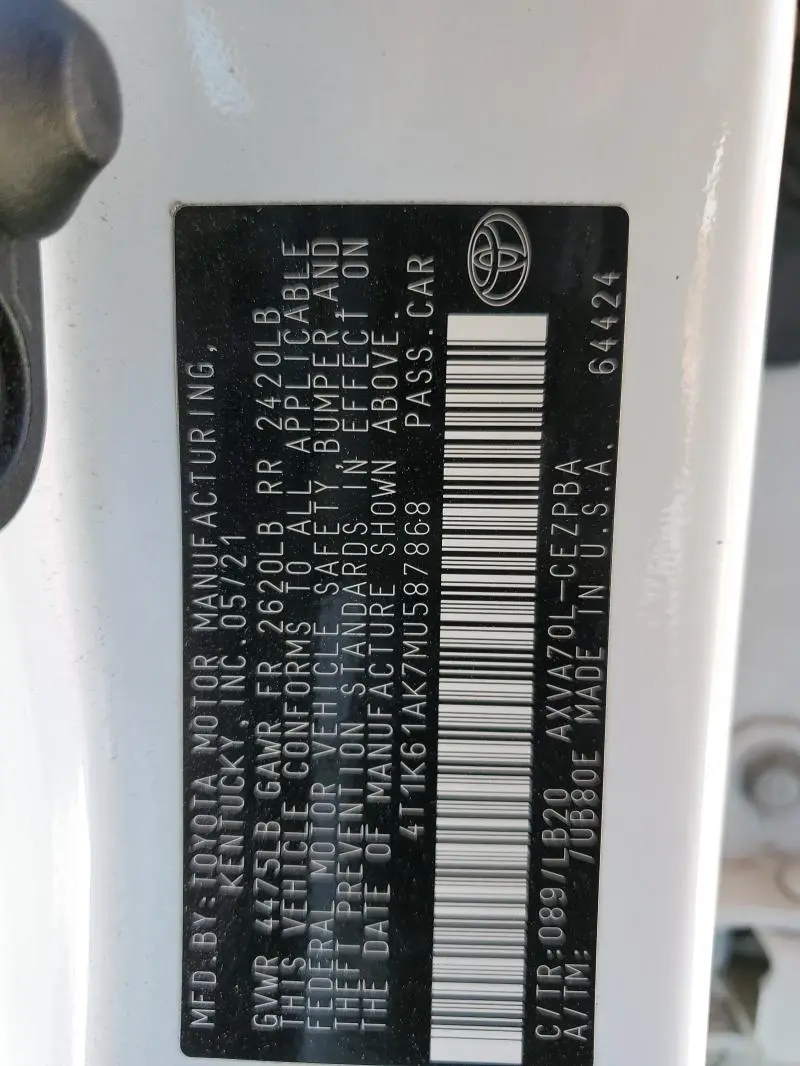 MFD.BY:TOYOTA MOTOR MANUFACTURING,
KENTUCKY,INC.05/21
GVWR 4475LB GAWR FR 2620LB RR 2420LB
THIS VEHICLE CONFORMS TO ALL APPLICABLE
FEDERAL MOTOR VEHICLE SAFETY,BUMPER,AND
THEFT PREVENTION STANDARDS IN EFFECT ON
THE DATE OF MANUFACTURE SHOWN ABOVE.
4T1K61AK7MU587868 PASS.CAR
C/TR:089/LB20 AXVA70L-CEZPBA
A/TM: /UB80E MADE IN U.S.A. 64424